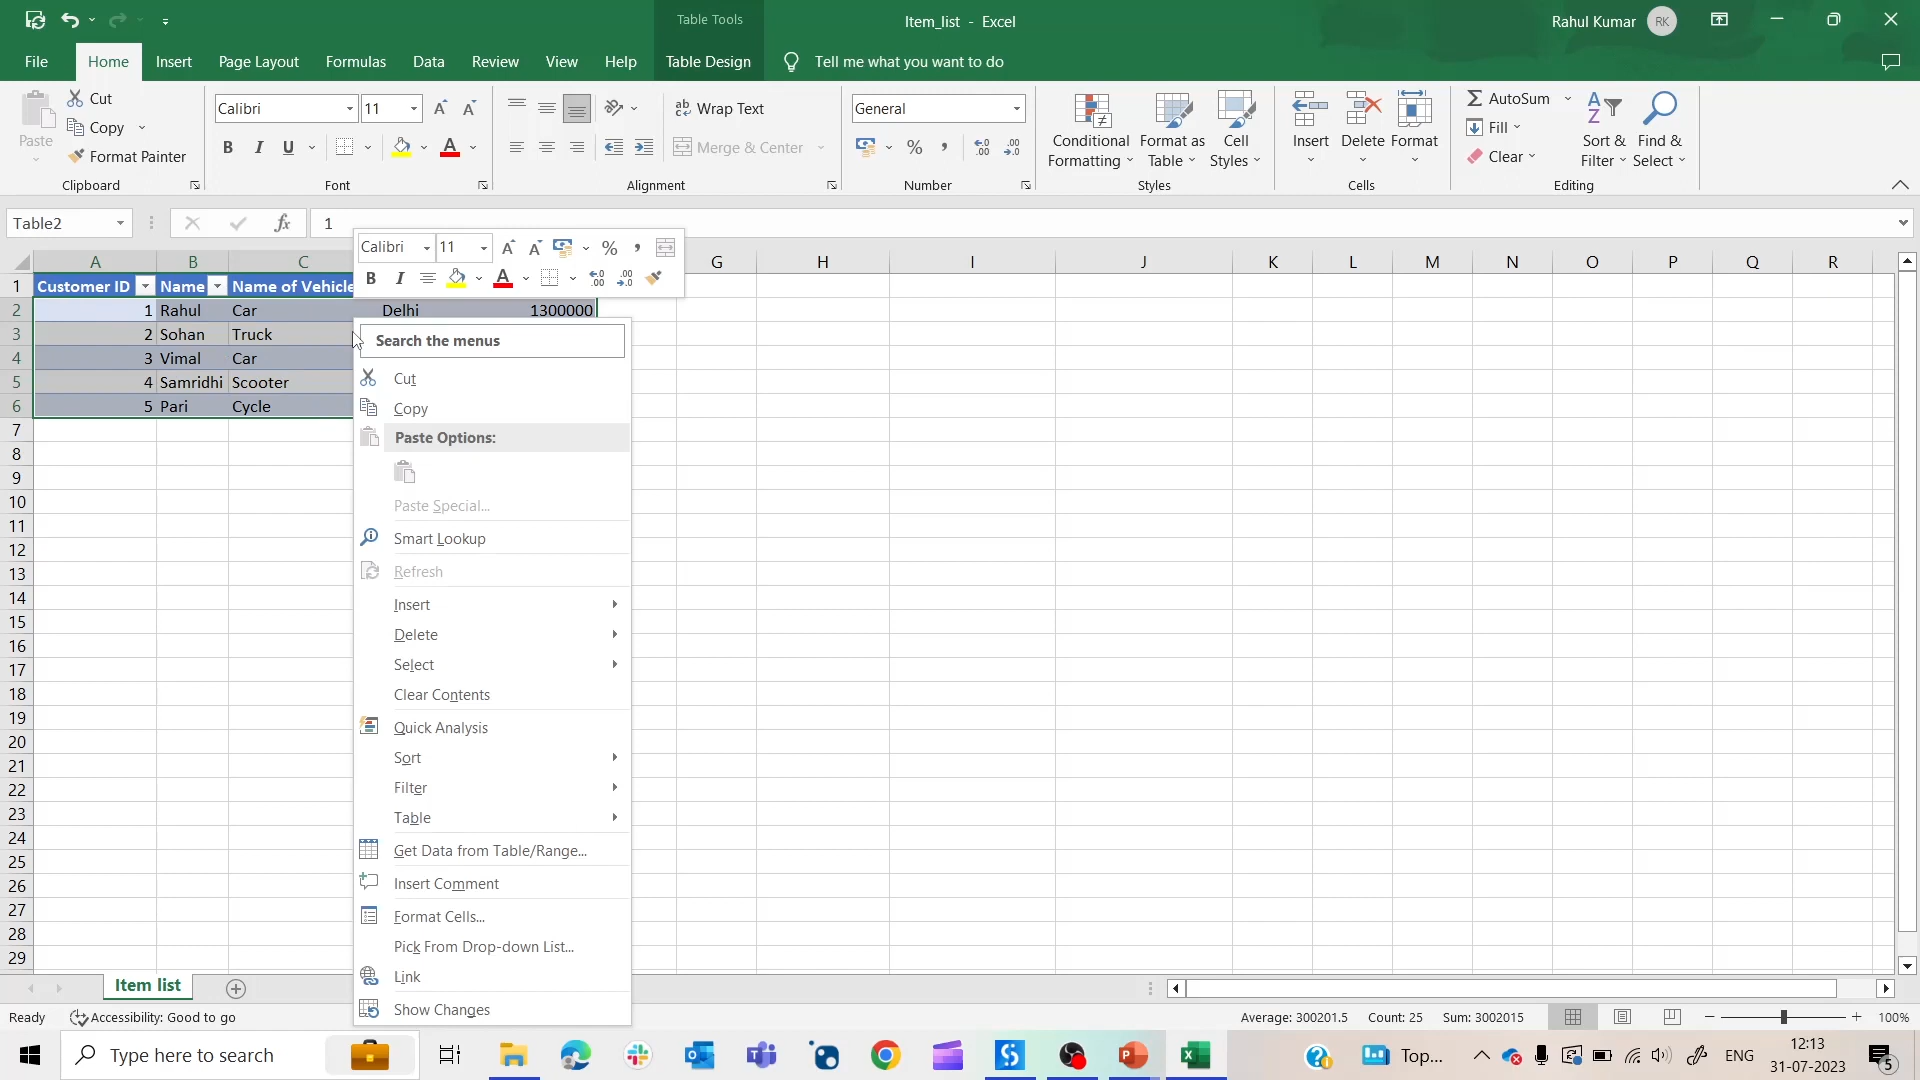 Table Tools
Item_list - Excel
Rahul Kumar RK
File Home Insert Page Layout Formulas Data Review View Help Table Design Tell me what you want to do
Paste
Cut
Copy
Format Painter
Clipboard
Calibri 11
B I U
Font
Wrap Text
Merge & Center
Alignment
General
Number
Conditional Formatting
Format as Table
Cell Styles
Styles
Insert
Delete
Format
Cells
AutoSum
Fill
Clear
Sort & Filter
Find & Select
Editing
Table2 fx 1
Calibri 11
B I
A B C G H I J K L M N O P Q R
1 Customer ID Name Name of Vehicle
2 1 Rahul Car Delhi 1300000
3 2 Sohan Truck
4 3 Vimal Car
5 4 Samridhi Scooter
6 5 Pari Cycle
7
8
9
10
11
12
13
14
15
16
17
18
19
20
21
22
23
24
25
26
27
28
29
Search the menus
Cut
Copy
Paste Options:
Paste Special...
Smart Lookup
Refresh
Insert
Delete
Select
Clear Contents
Quick Analysis
Sort
Filter
Table
Get Data from Table/Range...
Insert Comment
Format Cells...
Pick From Drop-down List...
Link
Show Changes
Item list
Ready Accessibility: Good to go Average: 300201.5 Count: 25 Sum: 3002015 100%
Type here to search
Top...
ENG
12:13
31-07-2023
5